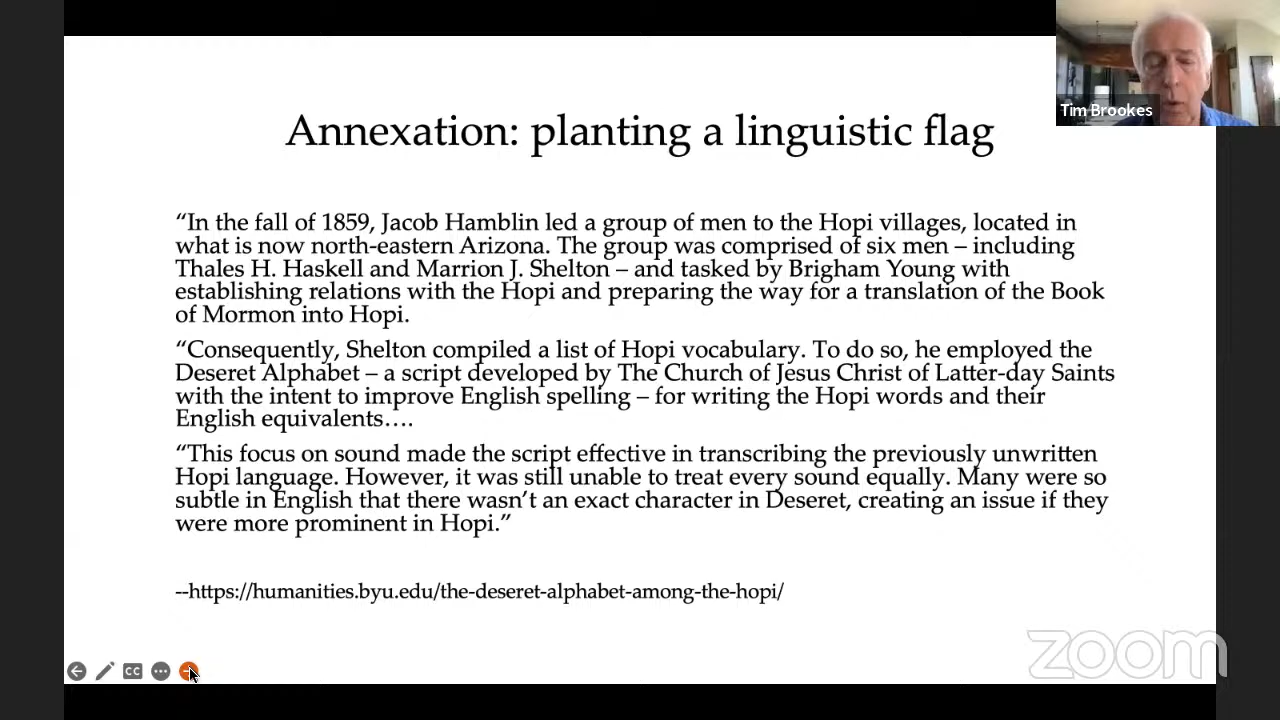 Tim Brookes
Annexation: planting a linguistic flag
“In the fall of 1859, Jacob Hamblin led a group of men to the Hopi villages, located in
what is now north-eastern Arizona. The group was comprised of six men – including
Thales H. Haskell and Marrion J. Shelton – and tasked by Brigham Young with
establishing relations with the Hopi and preparing the way for a translation of the Book
of Mormon into Hopi.
“Consequently, Shelton compiled a list of Hopi vocabulary. To do so, he employed the
Deseret Alphabet – a script developed by The Church of Jesus Christ of Latter-day Saints
with the intent to improve English spelling – for writing the Hopi words and their
English equivalents….
“This focus on sound made the script effective in transcribing the previously unwritten
Hopi language. However, it was still unable to treat every sound equally. Many were so
subtle in English that there wasn’t an exact character in Deseret, creating an issue if they
were more prominent in Hopi.”
--https://humanities.byu.edu/the-deseret-alphabet-among-the-hopi/
zoom
CC